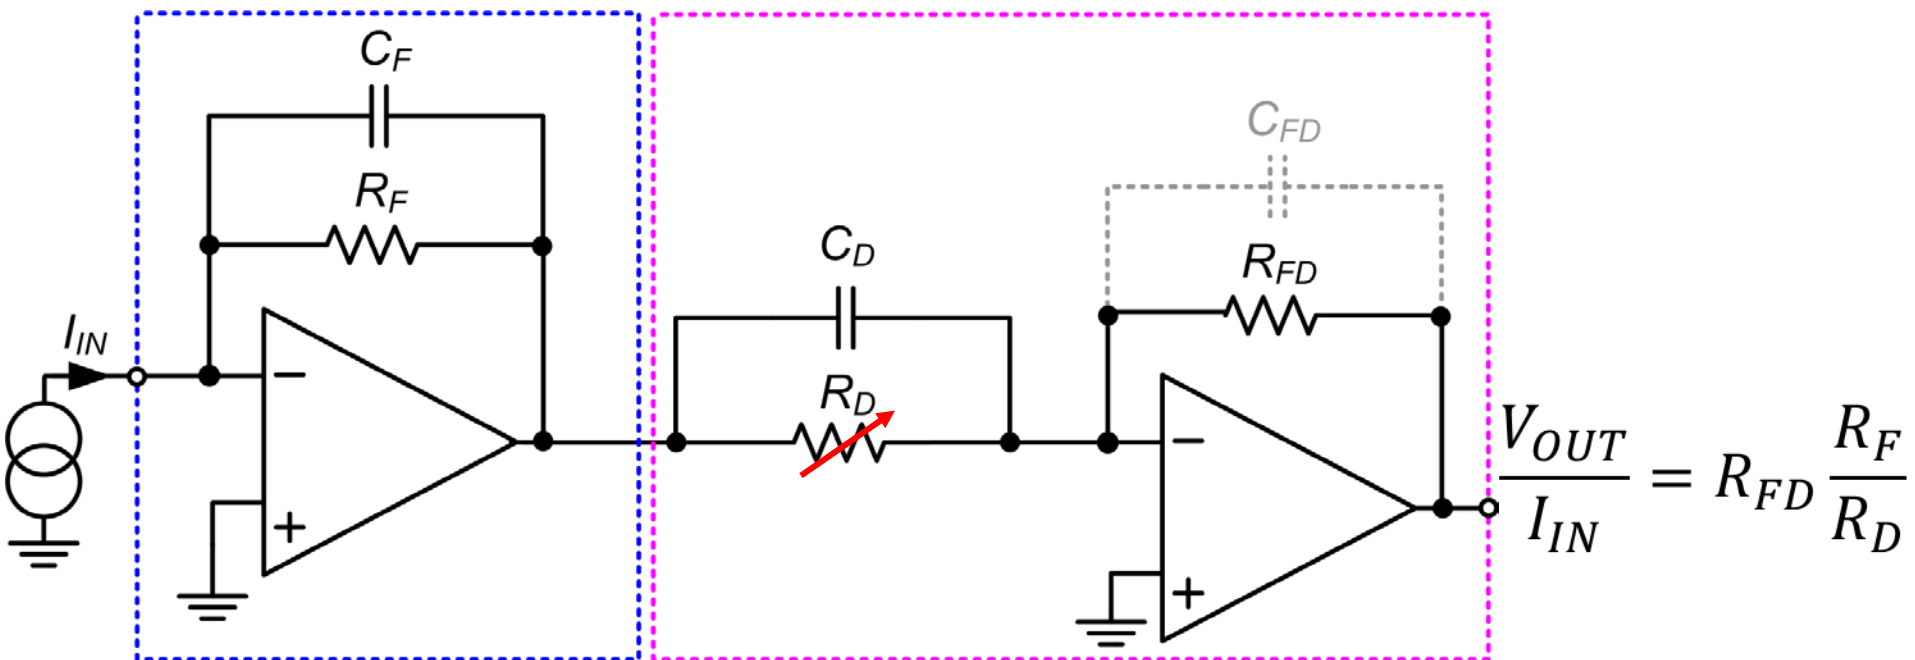 C_F
R_F
I_IN
−
+
C_D
R_D
C_FD
R_FD
−
+
V_OUT / I_IN = R_FD R_F / R_D